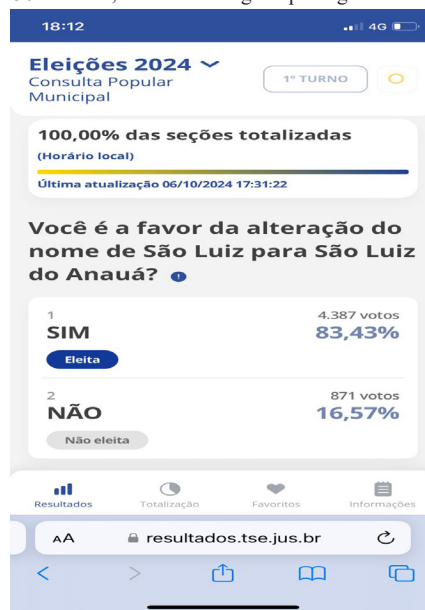 18:12 4G
Eleições 2024
Consulta Popular
Municipal
1º TURNO
100,00% das seções totalizadas
(Horário local)
Última atualização 06/10/2024 17:31:22
Você é a favor da alteração do
nome de São Luiz para São Luiz
do Anauá?
1
SIM
4.387 votos
83,43%
Eleita
2
NÃO
871 votos
16,57%
Não eleita
Resultados Totalização Favoritos Informações
AA resultados.tse.jus.br